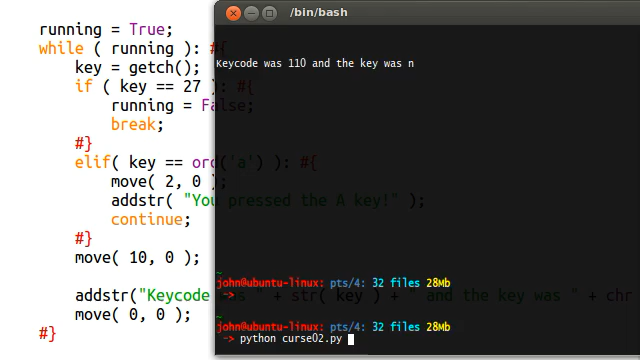 running = True;
while ( running ): #{
key = getch();
if ( key == 27 ): #{
running = False;
break;
#}
elif( key == ord('a') ): #{
move( 2, 0 );
addstr( "You pressed the A key!" );
continue;
#}
move( 10, 0 );
addstr("Keycode was " + str( key ) + " and the key was " + chr
move( 0, 0 );
#}
/bin/bash
Keycode was 110 and the key was n
~
john@ubuntu-linux: pts/4: 32 files 28Mb
->
~
john@ubuntu-linux: pts/4: 32 files 28Mb
-> python curse02.py